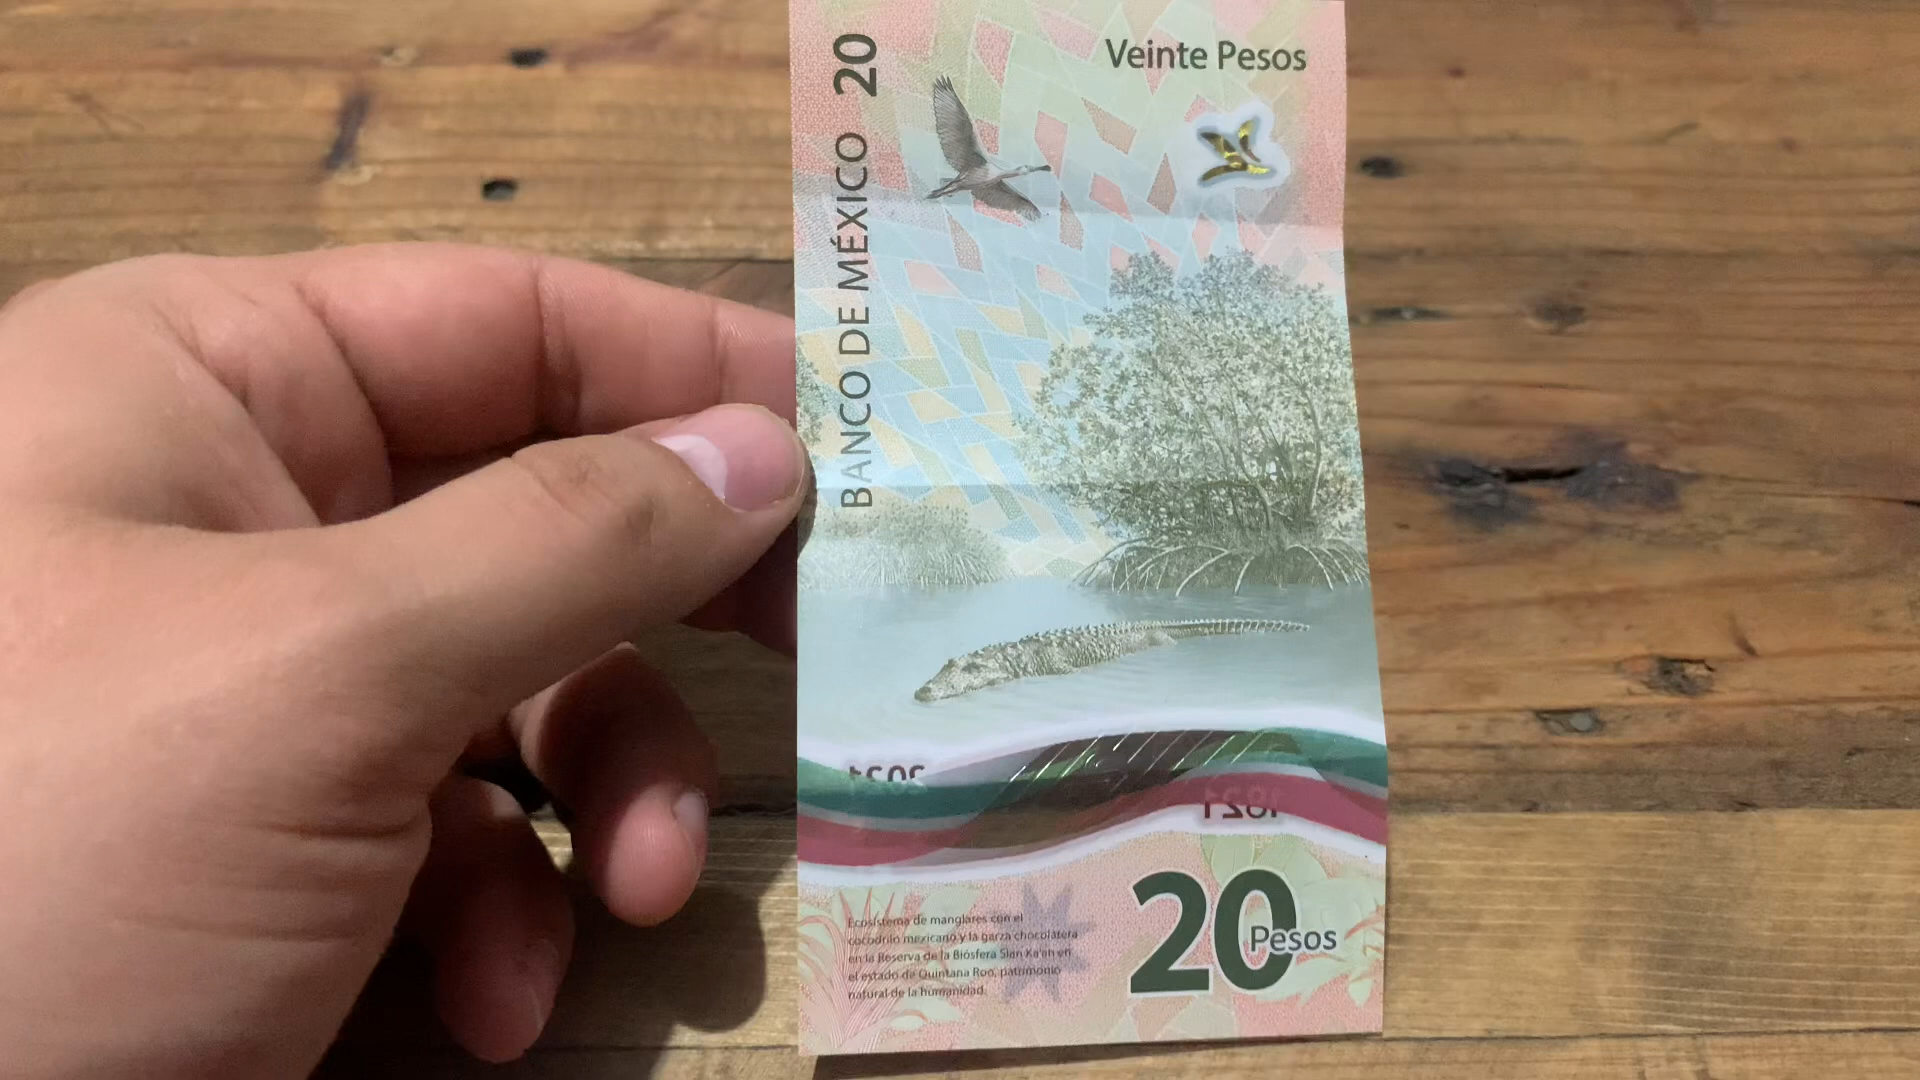 Veinte Pesos
BANCO DE MÉXICO 20
2021
1821
20
Pesos
Ecosistema de manglares con el
cocodrilo mexicano y la garza chocolatera
en la Reserva de la Biósfera Sian Ka'an en
el estado de Quintana Roo, patrimonio
natural de la humanidad.